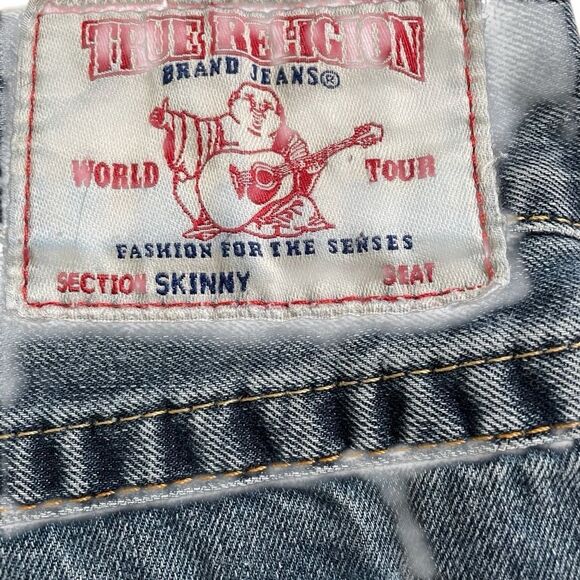 TRUE RELIGION
BRAND JEANS®
WORLD TOUR
FASHION FOR THE SENSES
SECTION SKINNY SEAT